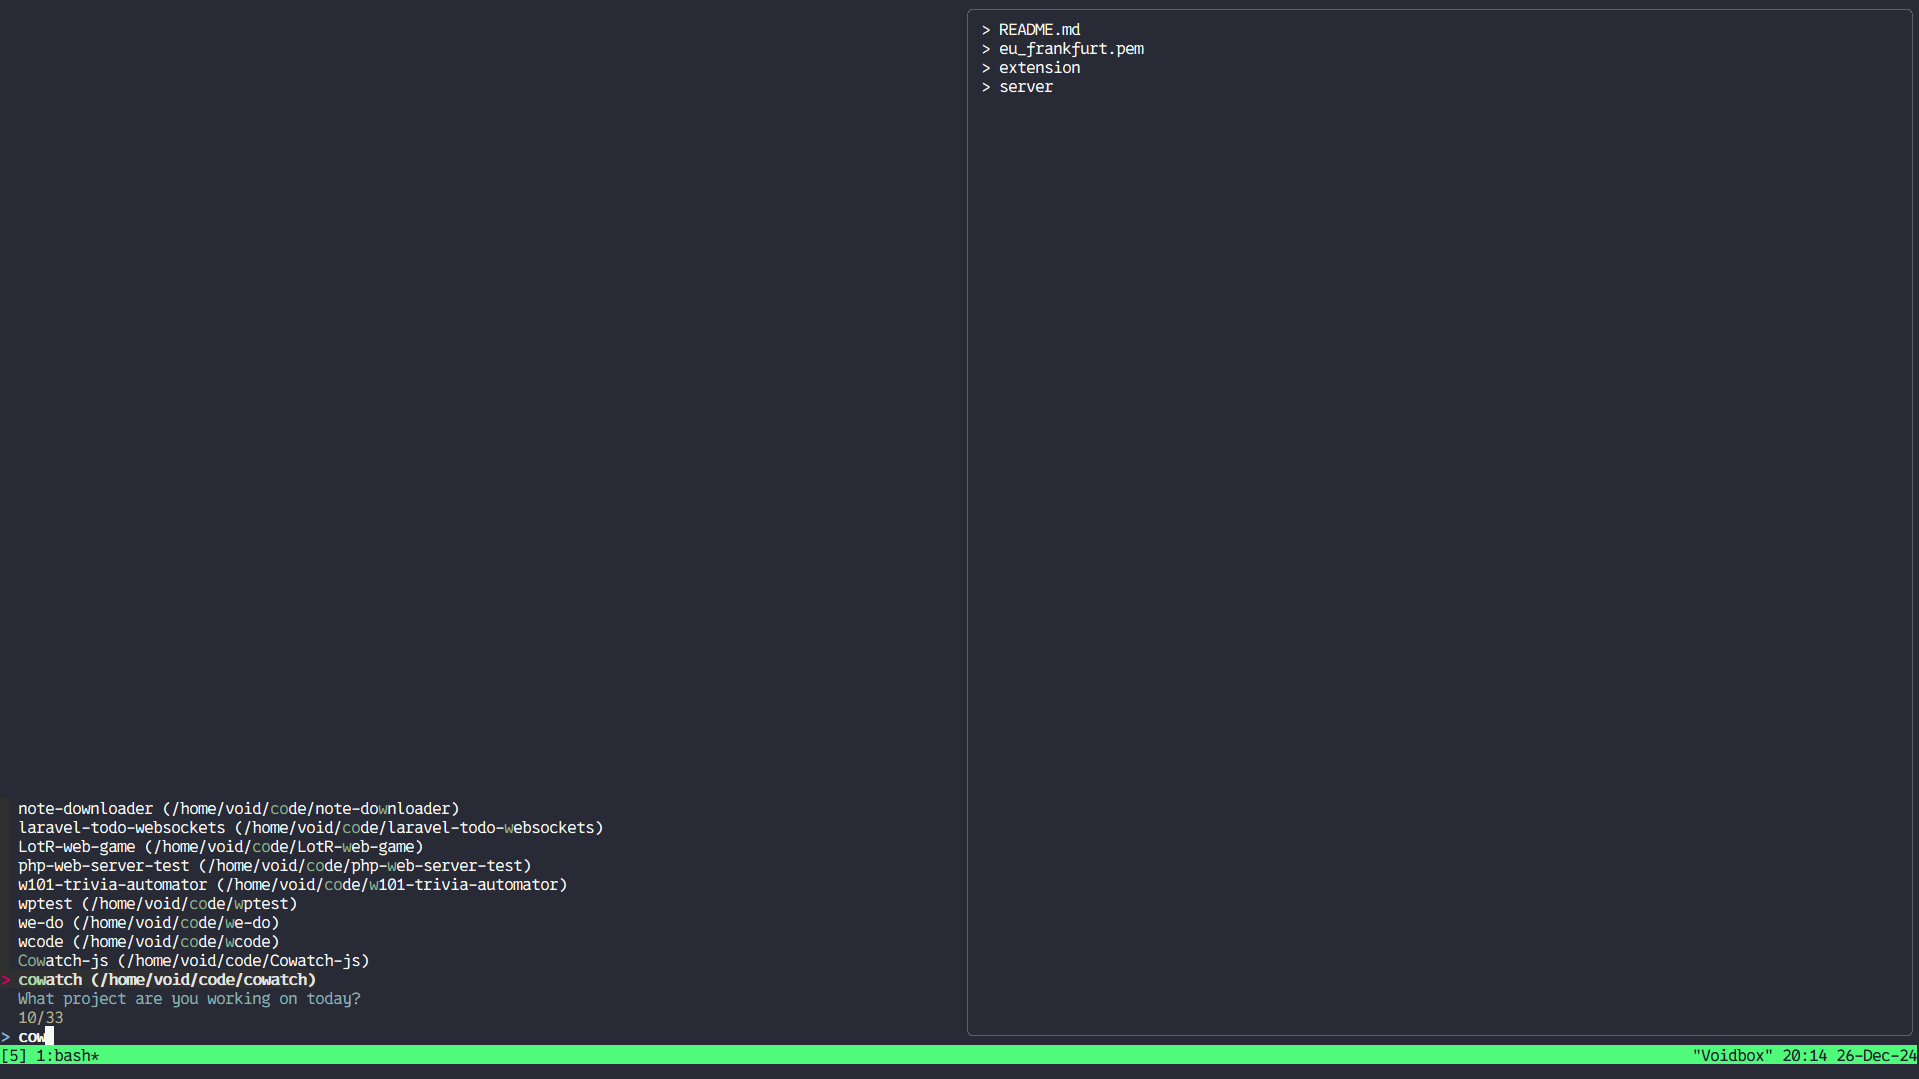 > README.md
> eu_frankfurt.pem
> extension
> server
note-downloader (/home/void/code/note-downloader)
laravel-todo-websockets (/home/void/code/laravel-todo-websockets)
LotR-web-game (/home/void/code/LotR-web-game)
php-web-server-test (/home/void/code/php-web-server-test)
w101-trivia-automator (/home/void/code/w101-trivia-automator)
wptest (/home/void/code/wptest)
we-do (/home/void/code/we-do)
wcode (/home/void/code/wcode)
Cowatch-js (/home/void/code/Cowatch-js)
> cowatch (/home/void/code/cowatch)
What project are you working on today?
10/33
> cow
[5] 1:bash* "Voidbox" 20:14 26-Dec-24